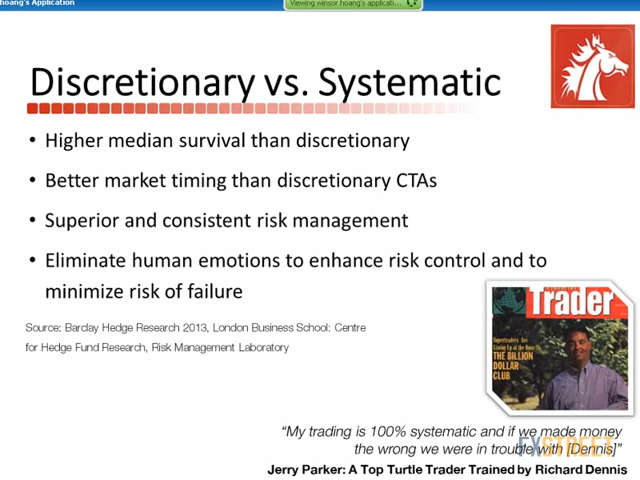 hoang's Application
Viewing winsor hoang's applicati...
Discretionary vs. Systematic
• Higher median survival than discretionary
• Better market timing than discretionary CTAs
• Superior and consistent risk management
• Eliminate human emotions to enhance risk control and to
minimize risk of failure
Source: Barclay Hedge Research 2013, London Business School: Centre
for Hedge Fund Research, Risk Management Laboratory
Trader
Supertraders Are
THE BILLION
DOLLAR
CLUB
“My trading is 100% systematic and if we made money
the wrong we were in trouble with [Dennis]”
FXSTREET
Jerry Parker: A Top Turtle Trader Trained by Richard Dennis